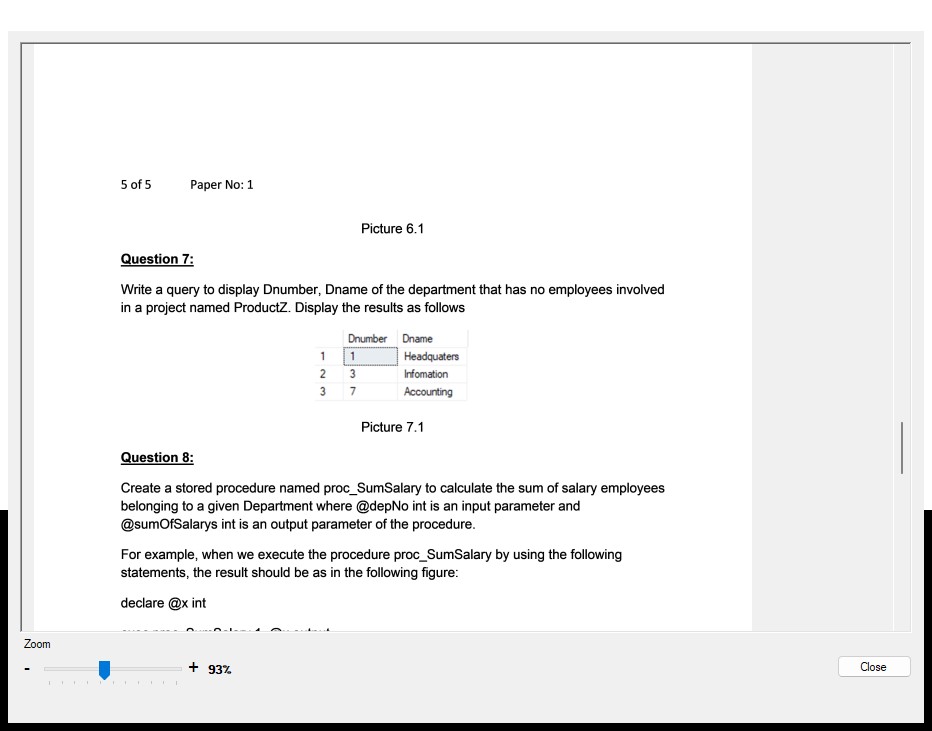 5 of 5 Paper No: 1
Picture 6.1
Question 7:
Write a query to display Dnumber, Dname of the department that has no employees involved
in a project named ProductZ. Display the results as follows
Dnumber Dname
1 1 Headquaters
2 3 Infomation
3 7 Accounting
Picture 7.1
Question 8:
Create a stored procedure named proc_SumSalary to calculate the sum of salary employees
belonging to a given Department where @depNo int is an input parameter and
@sumOfSalarys int is an output parameter of the procedure.
For example, when we execute the procedure proc_SumSalary by using the following
statements, the result should be as in the following figure:
declare @x int
Zoom
- + 93%
Close